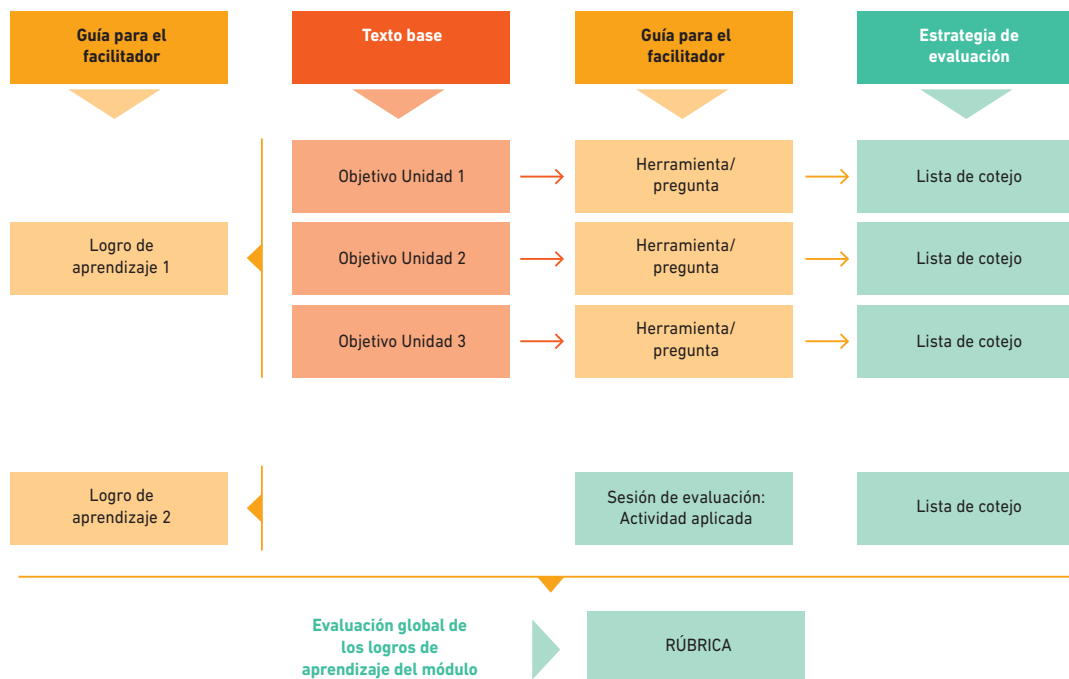 Guía para el
facilitador
Texto base
Guía para el
facilitador
Estrategia de
evaluación
Objetivo Unidad 1
Herramienta/
pregunta
Lista de cotejo
Logro de
aprendizaje 1
Objetivo Unidad 2
Herramienta/
pregunta
Lista de cotejo
Objetivo Unidad 3
Herramienta/
pregunta
Lista de cotejo
Logro de
aprendizaje 2
Sesión de evaluación:
Actividad aplicada
Lista de cotejo
Evaluación global de
los logros de
aprendizaje del módulo
RÚBRICA